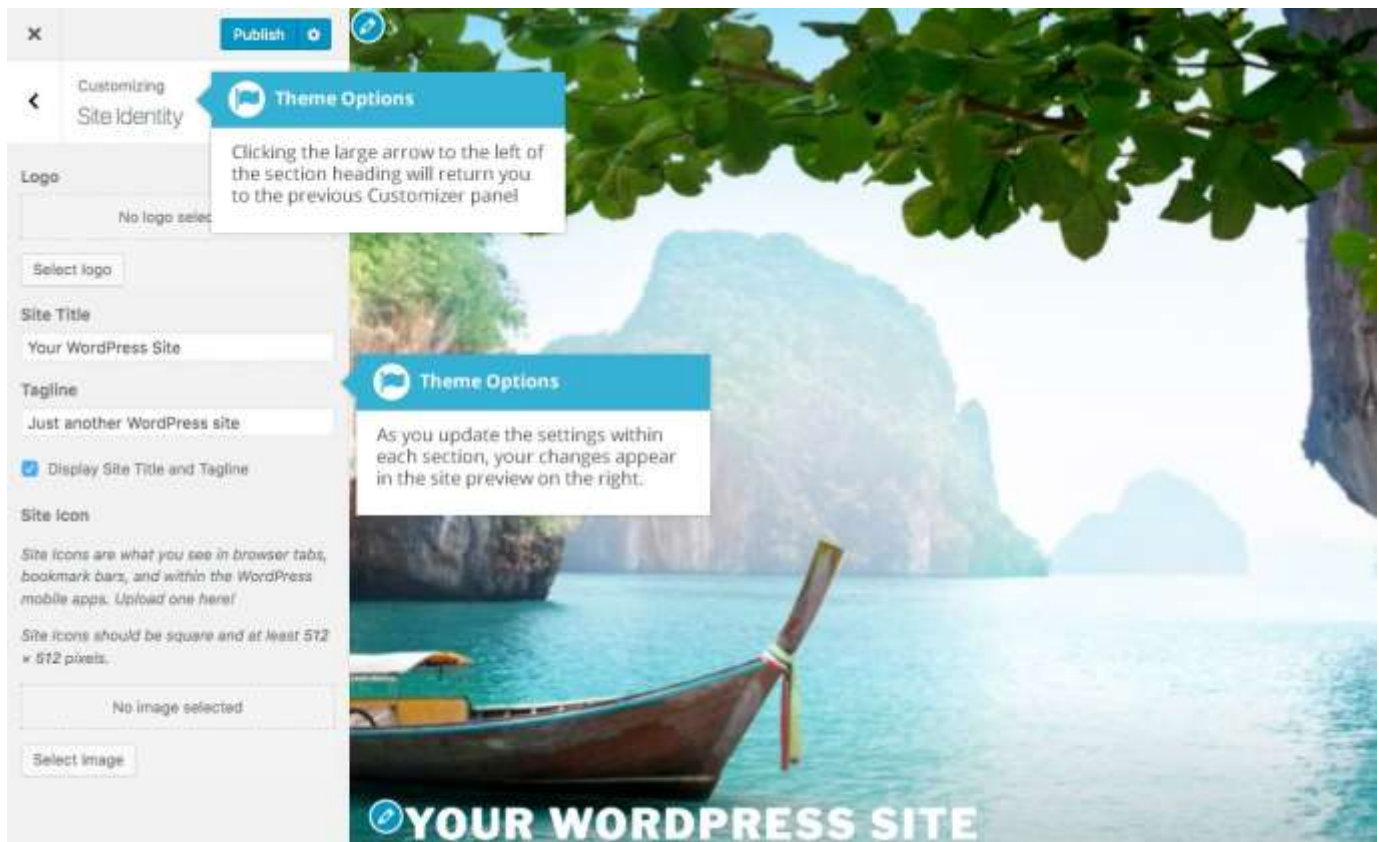 Publish
Customizing
Site Identity
Theme Options
Clicking the large arrow to the left of
the section heading will return you
to the previous Customizer panel
Logo
No logo selec
Select logo
Site Title
Your WordPress Site
Tagline
Just another WordPress site
Display Site Title and Tagline
Theme Options
As you update the settings within
each section, your changes appear
in the site preview on the right.
Site Icon
Site Icons are what you see in browser tabs,
bookmark bars, and within the WordPress
mobile apps. Upload one here!
Site Icons should be square and at least 512
× 512 pixels.
No image selected
Select image
YOUR WORDPRESS SITE